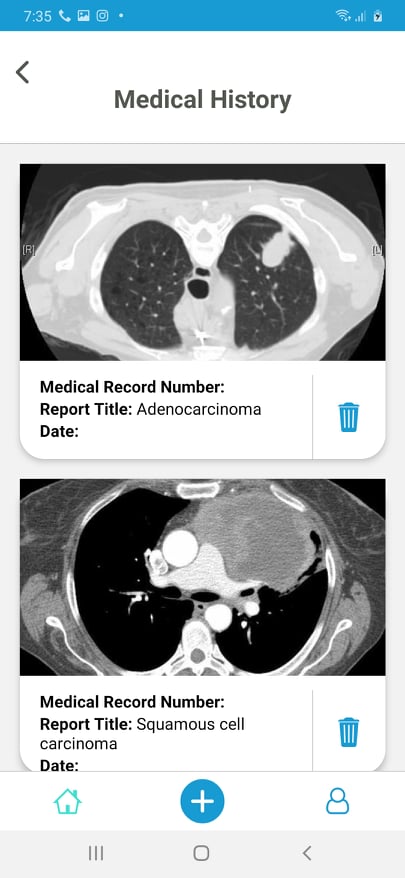 7:35
Medical History
[R]
[L]
Medical Record Number:
Report Title: Adenocarcinoma
Date:
Medical Record Number:
Report Title: Squamous cell
carcinoma
Date: